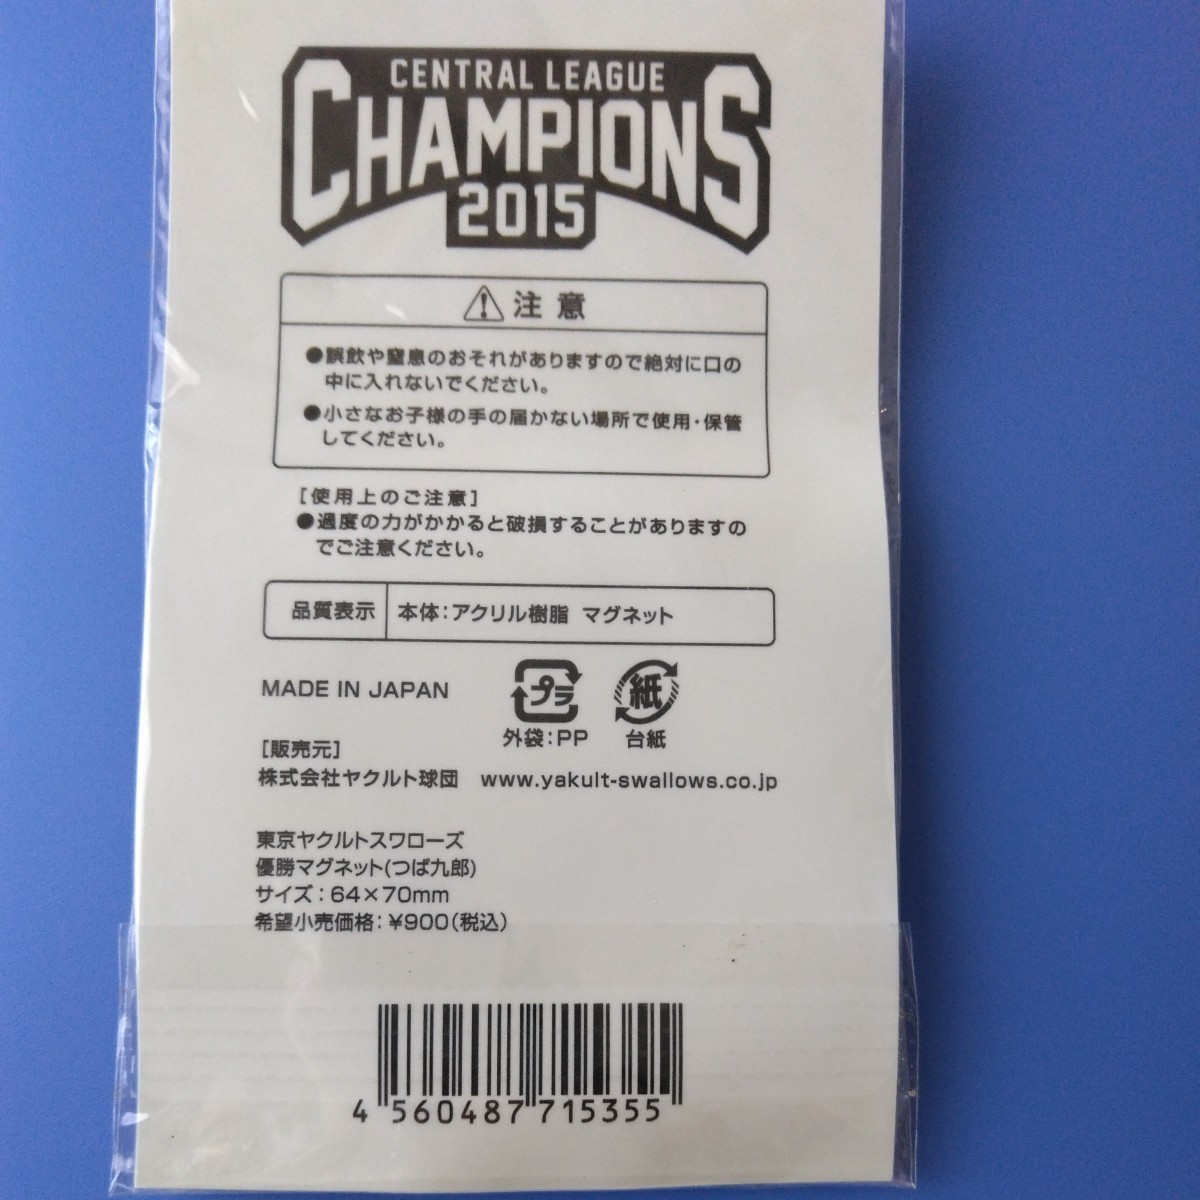 CENTRAL LEAGUE
CHAMPIONS
2015
注意
●誤飲や窒息のおそれがありますので絶対に口の
中に入れないでください。
●小さなお子様の手の届かない場所で使用・保管
してください。
[使用上のご注意]
●過度の力がかかると破損することがありますの
でご注意ください。
品質表示 本体：アクリル樹脂 マグネット
MADE IN JAPAN
プラ 紙
外袋：PP 台紙
[販売元]
株式会社ヤクルト球団 www.yakult-swallows.co.jp
東京ヤクルトスワローズ
優勝マグネット(つば九郎)
サイズ：64×70mm
希望小売価格：¥900(税込)
4 560487 715355